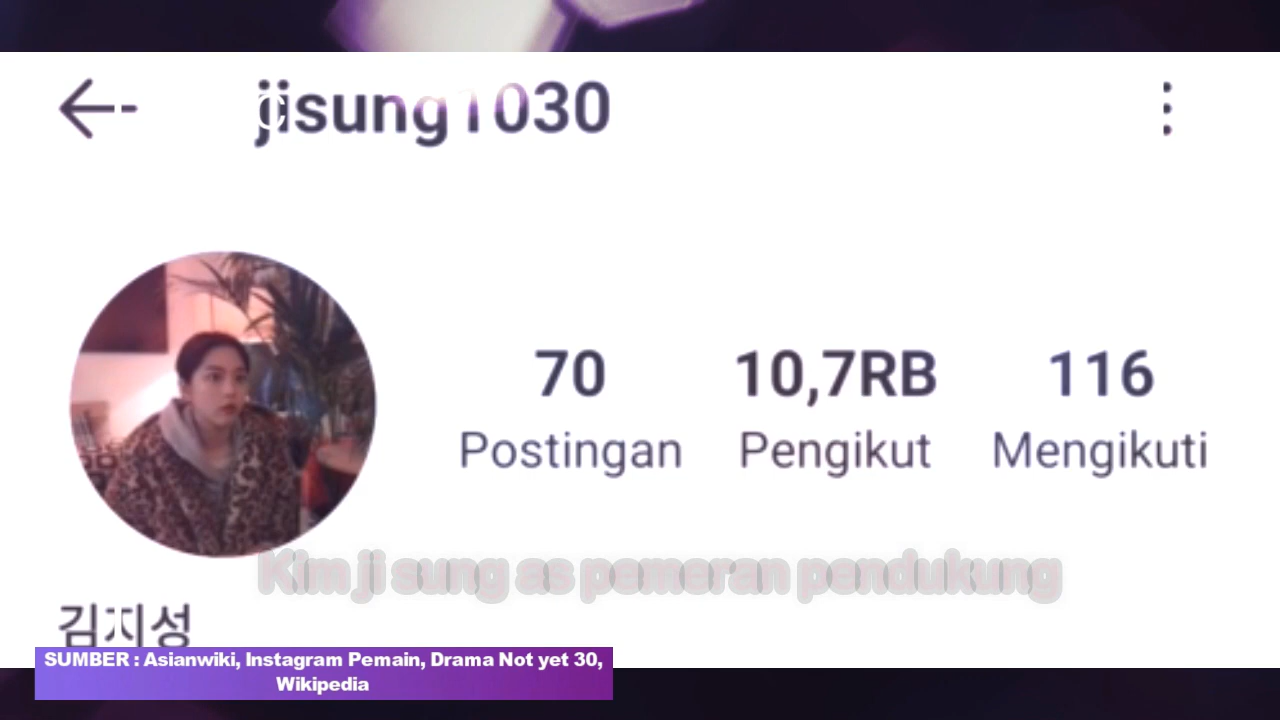 jisung1030
70 10,7RB 116
Postingan Pengikut Mengikuti
Kim ji sung as pemeran pendukung
김지성
SUMBER : Asianwiki, Instagram Pemain, Drama Not yet 30,
Wikipedia